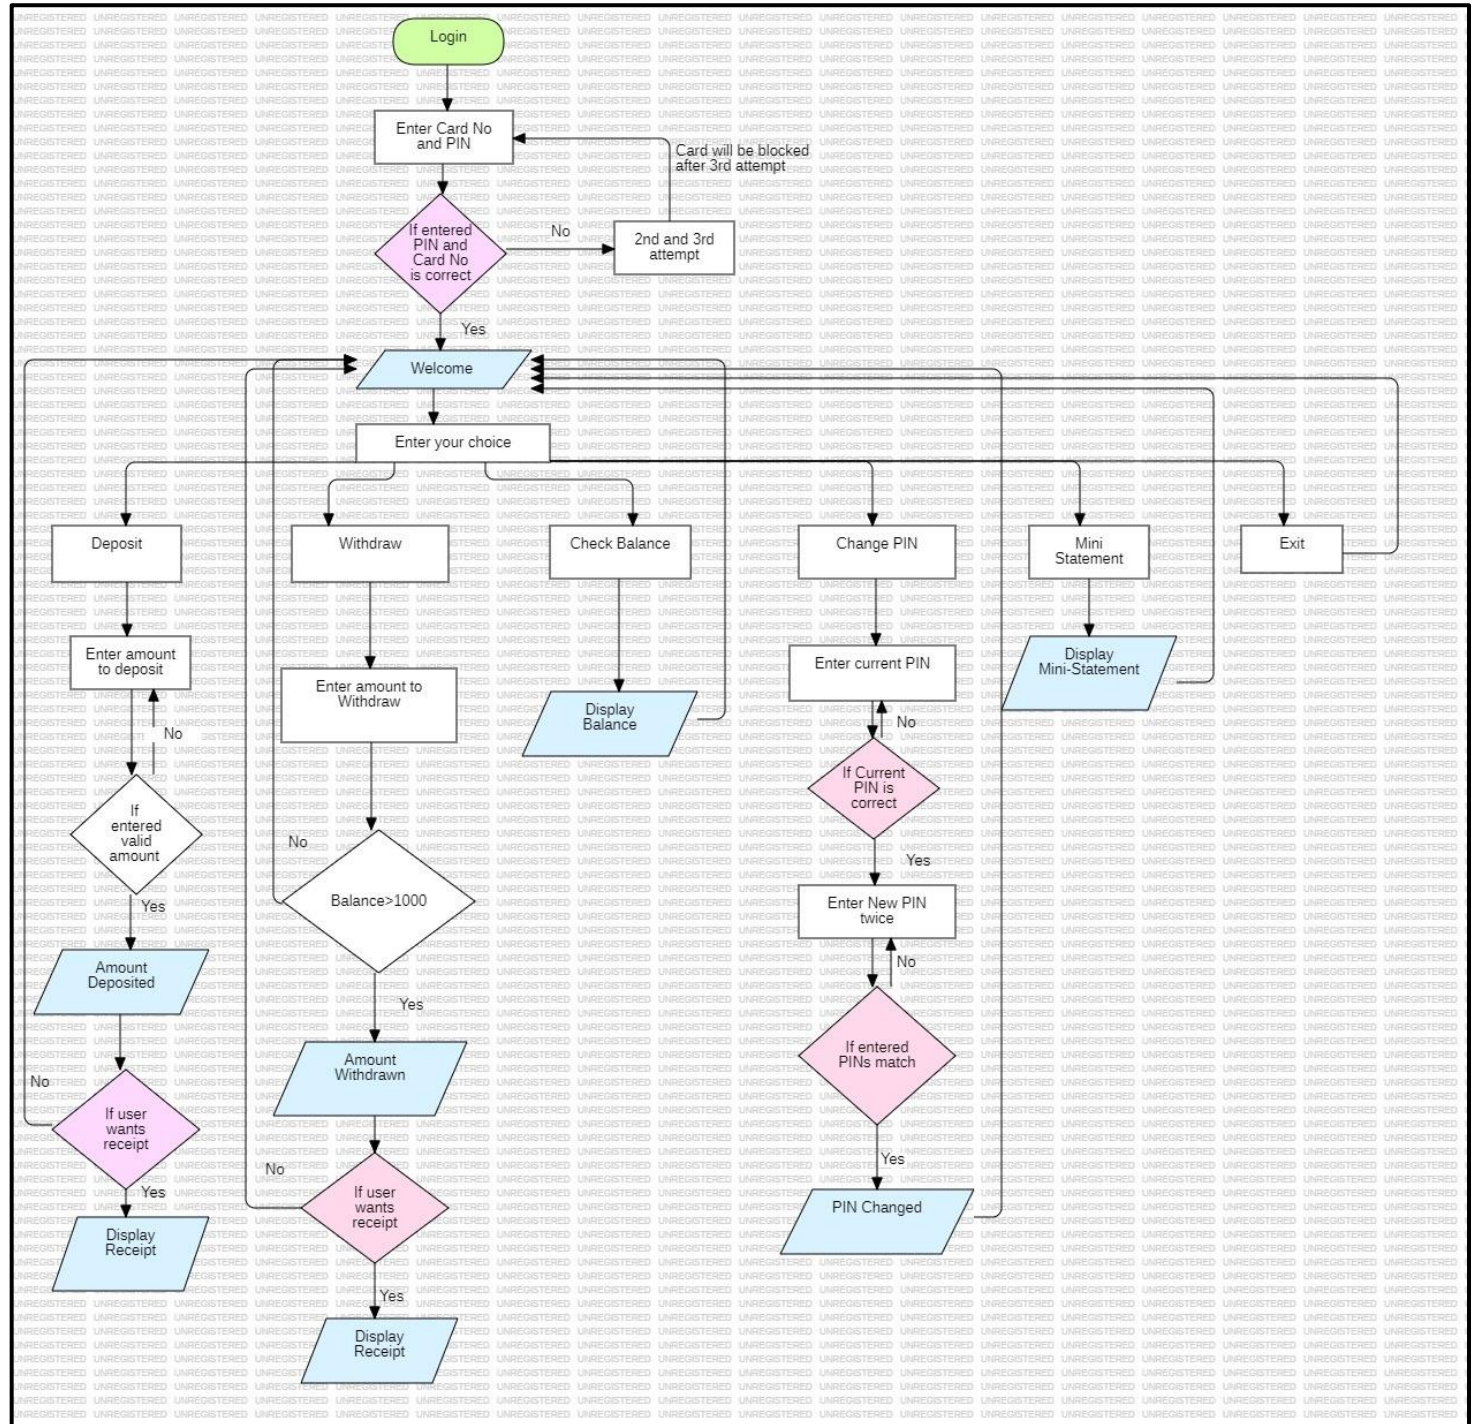 Login
Enter Card No
and PIN
Card will be blocked
after 3rd attempt
If entered
PIN and
Card No
is correct
No
2nd and 3rd
attempt
Yes
Welcome
Enter your choice
Deposit
Withdraw
Check Balance
Change PIN
Mini
Statement
Exit
Enter amount
to deposit
No
If
entered
valid
amount
Yes
Amount
Deposited
No
If user
wants
receipt
Yes
Display
Receipt
Enter amount to
Withdraw
No
Balance>1000
Yes
Amount
Withdrawn
No
If user
wants
receipt
Yes
Display
Receipt
Display
Balance
Enter current PIN
No
If Current
PIN is
correct
Yes
Enter New PIN
twice
No
If entered
PINs match
Yes
PIN Changed
Display
Mini-Statement
UNREGISTERED